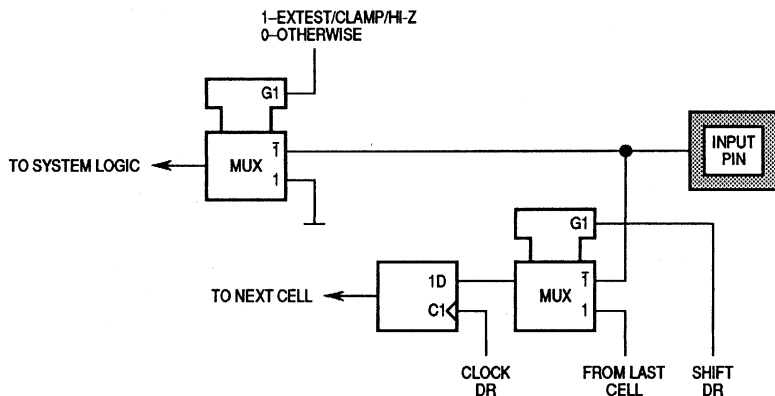 1–EXTEST/CLAMP/HI-Z
0–OTHERWISE
G1
TO SYSTEM LOGIC
MUX
1̅
1
INPUT
PIN
G1
TO NEXT CELL
1D
C1
MUX
1̅
1
CLOCK
DR
FROM LAST
CELL
SHIFT
DR